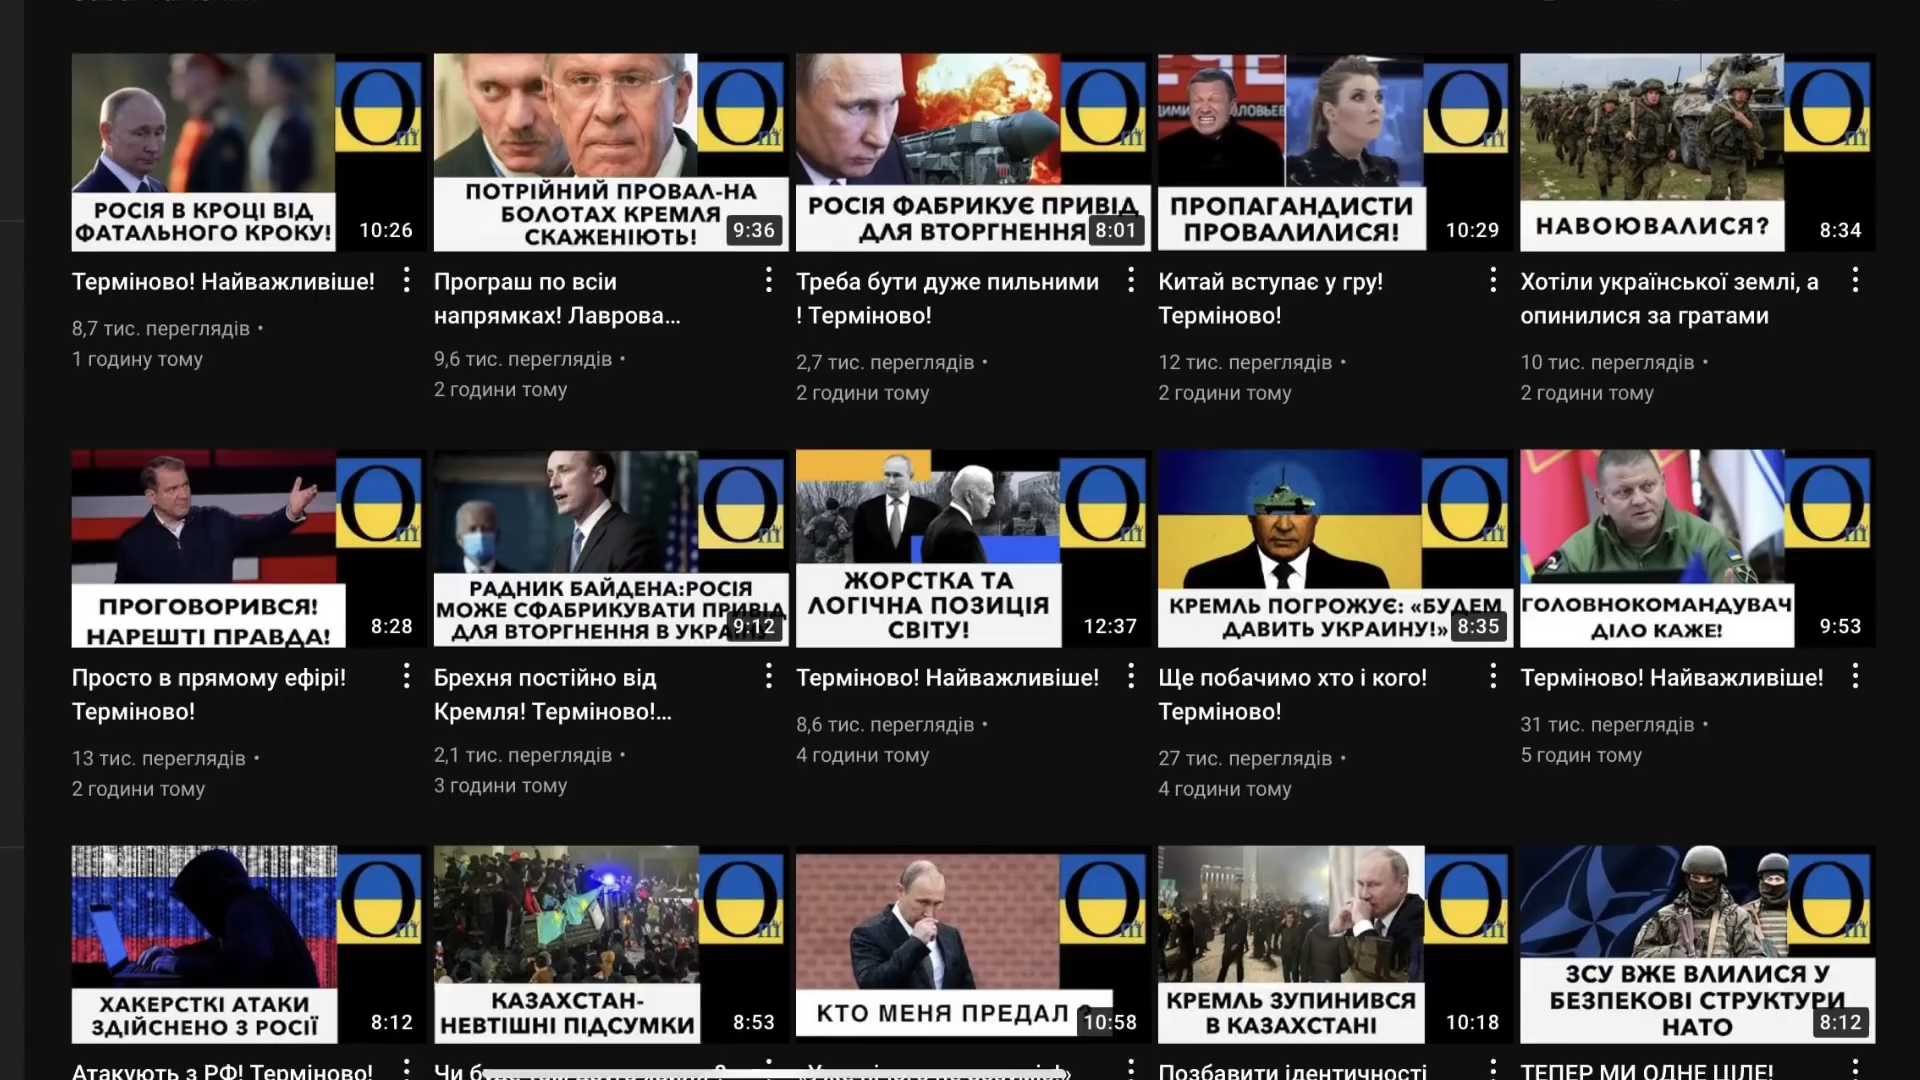 РОСІЯ В КРОЦІ ВІД
ФАТАЛЬНОГО КРОКУ!
10:26
Терміново! Найважливіше!
8,7 тис. переглядів •
1 годину тому
ПОТРІЙНИЙ ПРОВАЛ-НА
БОЛОТАХ КРЕМЛЯ
СКАЖЕНІЮТЬ!
9:36
Програш по всіи
напрямках! Лаврова...
9,6 тис. переглядів •
2 години тому
РОСІЯ ФАБРИКУЄ ПРИВІД
ДЛЯ ВТОРГНЕННЯ
8:01
Треба бути дуже пильними
! Терміново!
2,7 тис. переглядів •
2 години тому
ПРОПАГАНДИСТИ
ПРОВАЛИЛИСЯ!
10:29
Китай вступає у гру!
Терміново!
12 тис. переглядів •
2 години тому
НАВОЮВАЛИСЯ?
8:34
Хотіли української землі, а
опинилися за гратами
10 тис. переглядів •
2 години тому
ПРОГОВОРИВСЯ!
НАРЕШТІ ПРАВДА!
8:28
Просто в прямому ефірі!
Терміново!
13 тис. переглядів •
2 години тому
РАДНИК БАЙДЕНА:РОСІЯ
МОЖЕ СФАБРИКУВАТИ ПРИВІД
ДЛЯ ВТОРГНЕННЯ В
9:12
Брехня постійно від
Кремля! Терміново!...
2,1 тис. переглядів •
3 години тому
ЖОРСТКА ТА
ЛОГІЧНА ПОЗИЦІЯ
СВІТУ!
12:37
Терміново! Найважливіше!
8,6 тис. переглядів •
4 години тому
КРЕМЛЬ ПОГРОЖУЄ: «БУДЕМ
ДАВИТЬ УКРАИНУ!»
8:35
Ще побачимо хто і кого!
Терміново!
27 тис. переглядів •
4 години тому
ГОЛОВНОКОМАНДУВАЧ
ДІЛО КАЖЕ!
9:53
Терміново! Найважливіше!
31 тис. переглядів •
5 годин тому
ХАКЕРСТКІ АТАКИ
ЗДІЙСНЕНО З РОСІЇ
8:12
Атакують з РФ! Терміново!
КАЗАХСТАН-
НЕВТІШНІ ПІДСУМКИ
8:53
КТО МЕНЯ ПРЕДАЛ
10:58
КРЕМЛЬ ЗУПИНИВСЯ
В КАЗАХСТАНІ
10:18
Позбавити ідентичності
ЗСУ ВЖЕ ВЛИЛИСЯ У
БЕЗПЕКОВІ СТРУКТУРИ
НАТО
8:12
ТЕПЕР МИ ОДНЕ ЦІЛЕ!